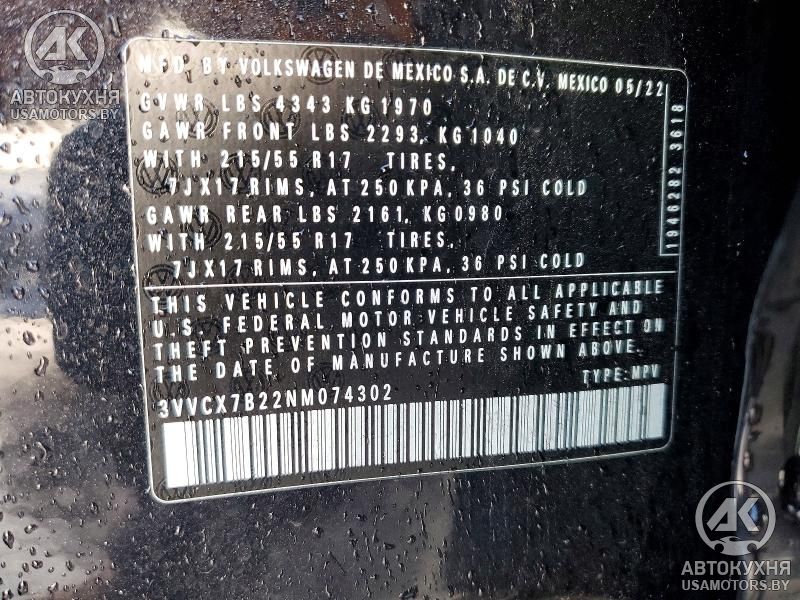 AK
АВТОКУХНЯ
USAMOTORS.BY
MFD. BY VOLKSWAGEN DE MEXICO S.A. DE C.V. MEXICO 05/22
GVWR LBS 4343 KG 1970
GAWR FRONT LBS 2293, KG 1040
WITH 215/55 R17 TIRES,
7JX17 RIMS, AT 250 KPA, 36 PSI COLD
GAWR REAR LBS 2161, KG 0980
WITH 215/55 R17 TIRES,
7JX17 RIMS, AT 250 KPA, 36 PSI COLD
1946282 3618
THIS VEHICLE CONFORMS TO ALL APPLICABLE
U.S. FEDERAL MOTOR VEHICLE SAFETY AND
THEFT PREVENTION STANDARDS IN EFFECT ON
THE DATE OF MANUFACTURE SHOWN ABOVE.
TYPE: MPV
3VVCX7B22NM074302
AK
АВТОКУХНЯ
USAMOTORS.BY